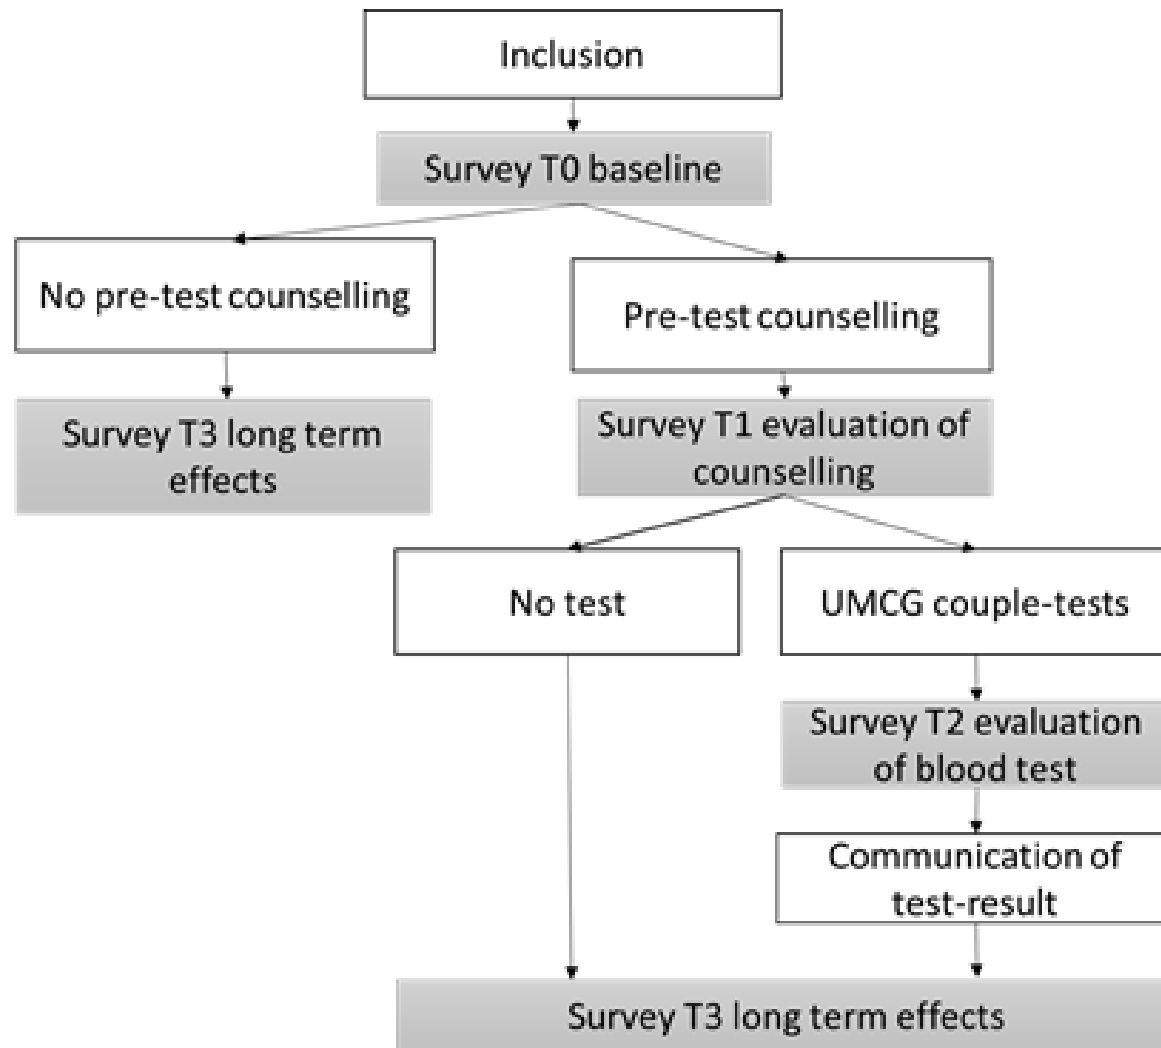 Inclusion
Survey T0 baseline
No pre-test counselling
Pre-test counselling
Survey T3 long term
effects
Survey T1 evaluation of
counselling
No test
UMCG couple-tests
Survey T2 evaluation
of blood test
Communication of
test-result
Survey T3 long term effects